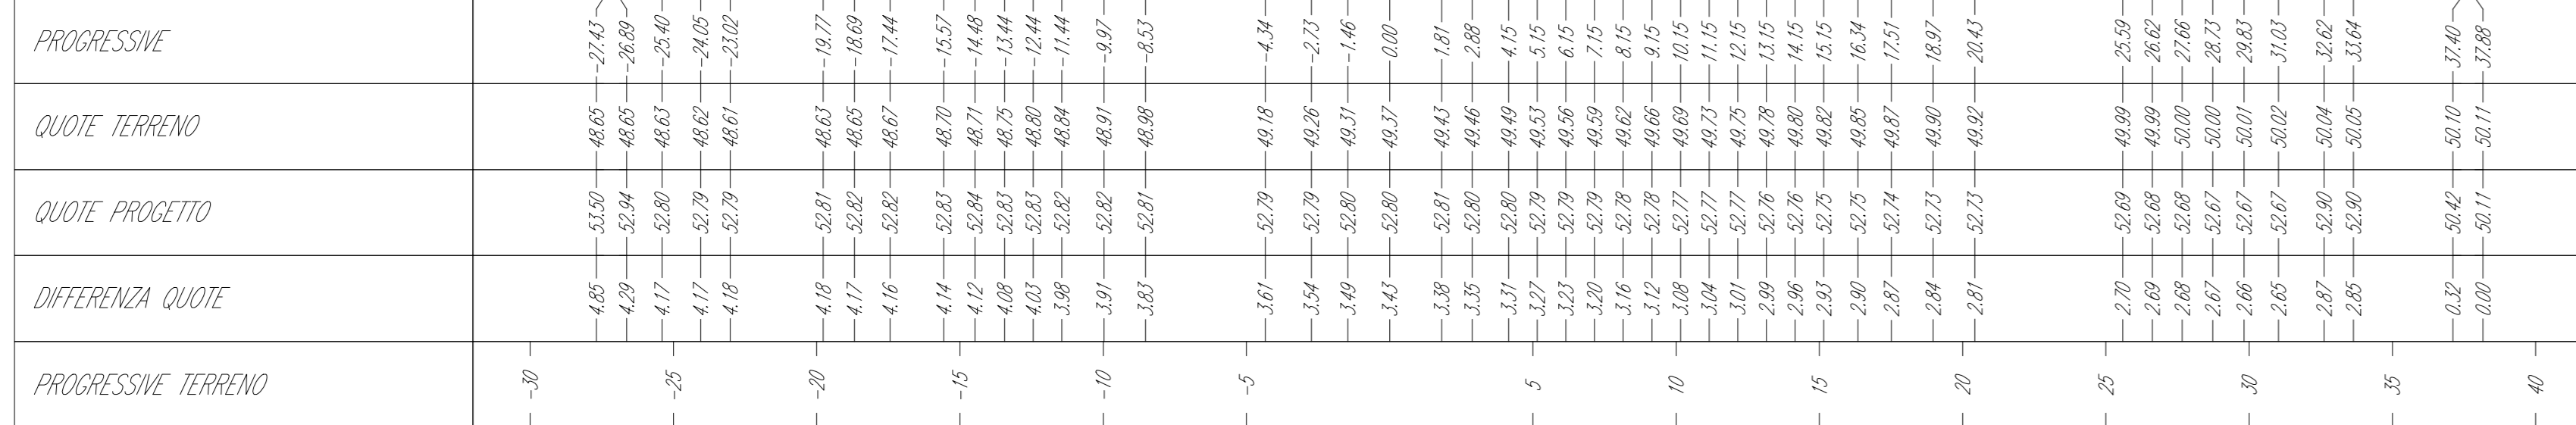 PROGRESSIVE -27.43 -26.89 -25.40 -24.05 -23.02 -19.77 -18.69 -17.44 -15.57 -14.48 -13.44 -12.44 -11.44 -9.97 -8.53 -4.34 -2.73 -1.46 0.00 1.81 2.88 4.15 5.15 6.15 7.15 8.15 9.15 10.15 11.15 12.15 13.15 14.15 15.15 16.34 17.51 18.97 20.43 25.59 26.62 27.66 28.73 29.83 31.03 32.62 33.64 37.40 37.88
QUOTE TERRENO 48.65 48.65 48.63 48.62 48.61 48.63 48.65 48.67 48.70 48.71 48.75 48.80 48.84 48.91 48.98 49.18 49.26 49.31 49.37 49.43 49.46 49.49 49.53 49.56 49.59 49.62 49.66 49.69 49.73 49.75 49.78 49.80 49.82 49.85 49.87 49.90 49.92 49.99 49.99 50.00 50.00 50.01 50.02 50.04 50.05 50.10 50.11
QUOTE PROGETTO 53.50 52.94 52.80 52.79 52.79 52.81 52.82 52.82 52.83 52.84 52.83 52.83 52.82 52.82 52.81 52.79 52.79 52.80 52.80 52.81 52.80 52.80 52.79 52.79 52.79 52.78 52.78 52.77 52.77 52.77 52.76 52.76 52.75 52.75 52.74 52.73 52.73 52.69 52.68 52.68 52.67 52.67 52.67 52.90 52.90 50.42 50.11
DIFFERENZA QUOTE 4.85 4.29 4.17 4.17 4.18 4.18 4.17 4.16 4.14 4.12 4.08 4.03 3.98 3.91 3.83 3.61 3.54 3.49 3.43 3.38 3.35 3.31 3.27 3.23 3.20 3.16 3.12 3.08 3.04 3.01 2.99 2.96 2.93 2.90 2.87 2.84 2.81 2.70 2.69 2.68 2.67 2.66 2.65 2.87 2.85 0.32 0.00
PROGRESSIVE TERRENO -30 -25 -20 -15 -10 -5 5 10 15 20 25 30 35 40